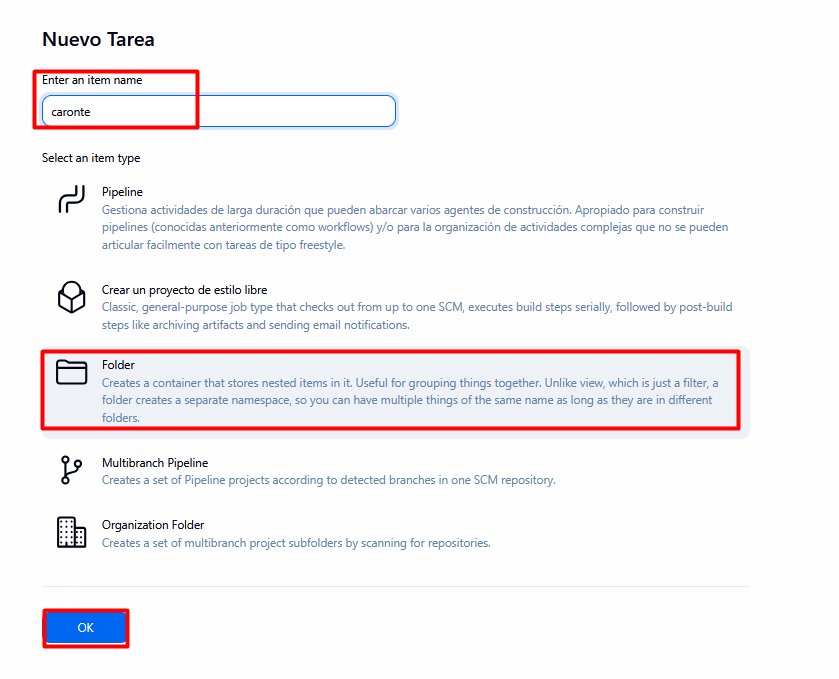 Nuevo Tarea
Enter an item name
caronte
Select an item type
Pipeline
Gestiona actividades de larga duración que pueden abarcar varios agentes de construcción. Apropiado para construir
pipelines (conocidas anteriormente como workflows) y/o para la organización de actividades complejas que no se pueden
articular facilmente con tareas de tipo freestyle.
Crear un proyecto de estilo libre
Classic, general-purpose job type that checks out from up to one SCM, executes build steps serially, followed by post-build
steps like archiving artifacts and sending email notifications.
Folder
Creates a container that stores nested items in it. Useful for grouping things together. Unlike view, which is just a filter, a
folder creates a separate namespace, so you can have multiple things of the same name as long as they are in different
folders.
Multibranch Pipeline
Creates a set of Pipeline projects according to detected branches in one SCM repository.
Organization Folder
Creates a set of multibranch project subfolders by scanning for repositories.
OK